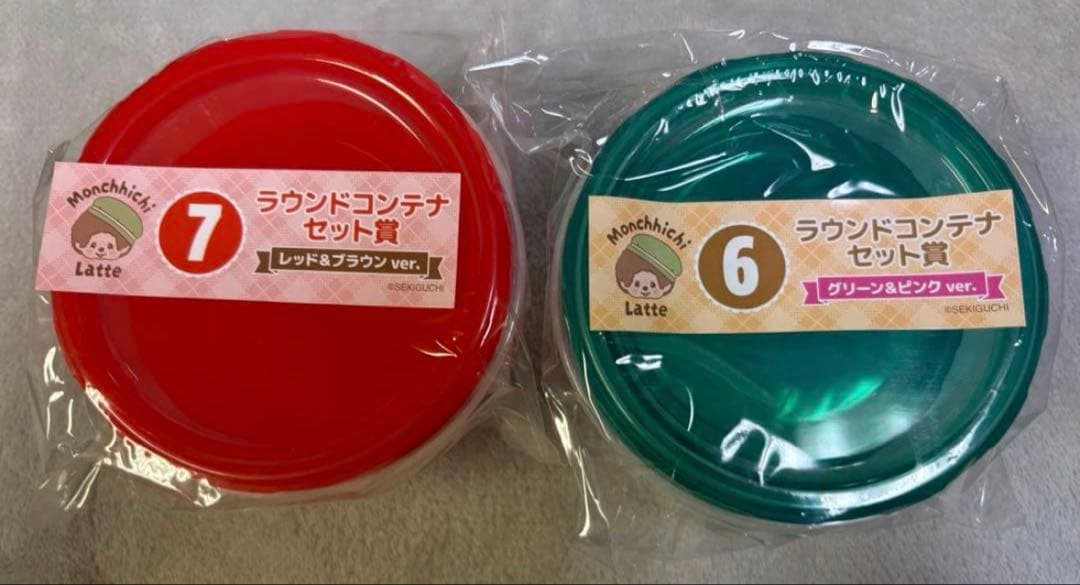 Monchhichi
Latte
7
ラウンドコンテナ
セット賞
レッド&ブラウン ver.
©SEKIGUCHI
Monchhichi
Latte
6
ラウンドコンテナ
セット賞
グリーン&ピンク ver.
©SEKIGUCHI